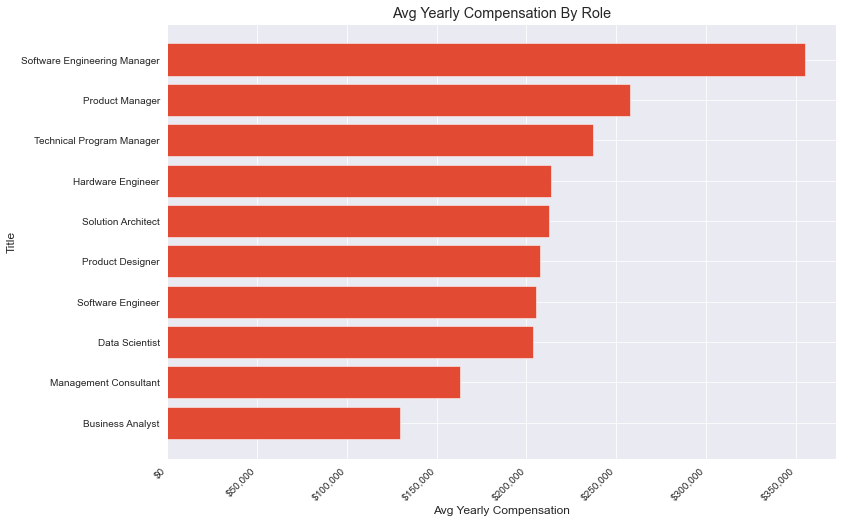 Avg Yearly Compensation By Role
Title
Software Engineering Manager
Product Manager
Technical Program Manager
Hardware Engineer
Solution Architect
Product Designer
Software Engineer
Data Scientist
Management Consultant
Business Analyst
$0
$50,000
$100,000
$150,000
$200,000
$250,000
$300,000
$350,000
Avg Yearly Compensation